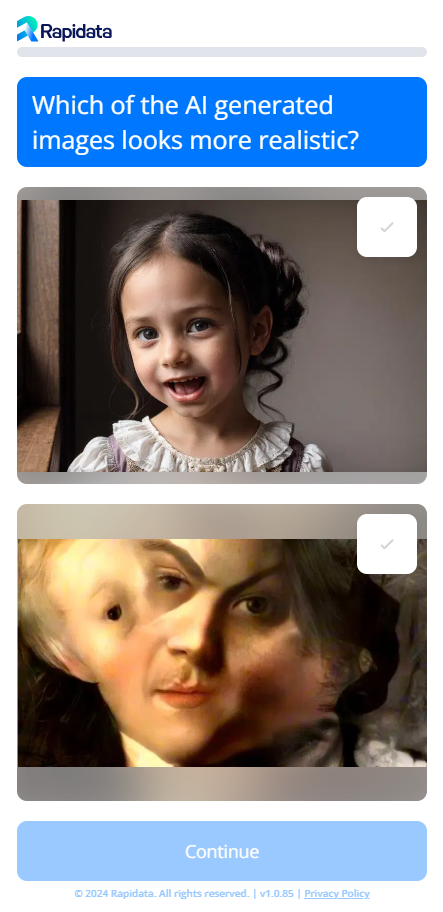 Rapidata
Which of the AI generated
images looks more realistic?
Continue
© 2024 Rapidata. All rights reserved. | v1.0.85 | Privacy Policy